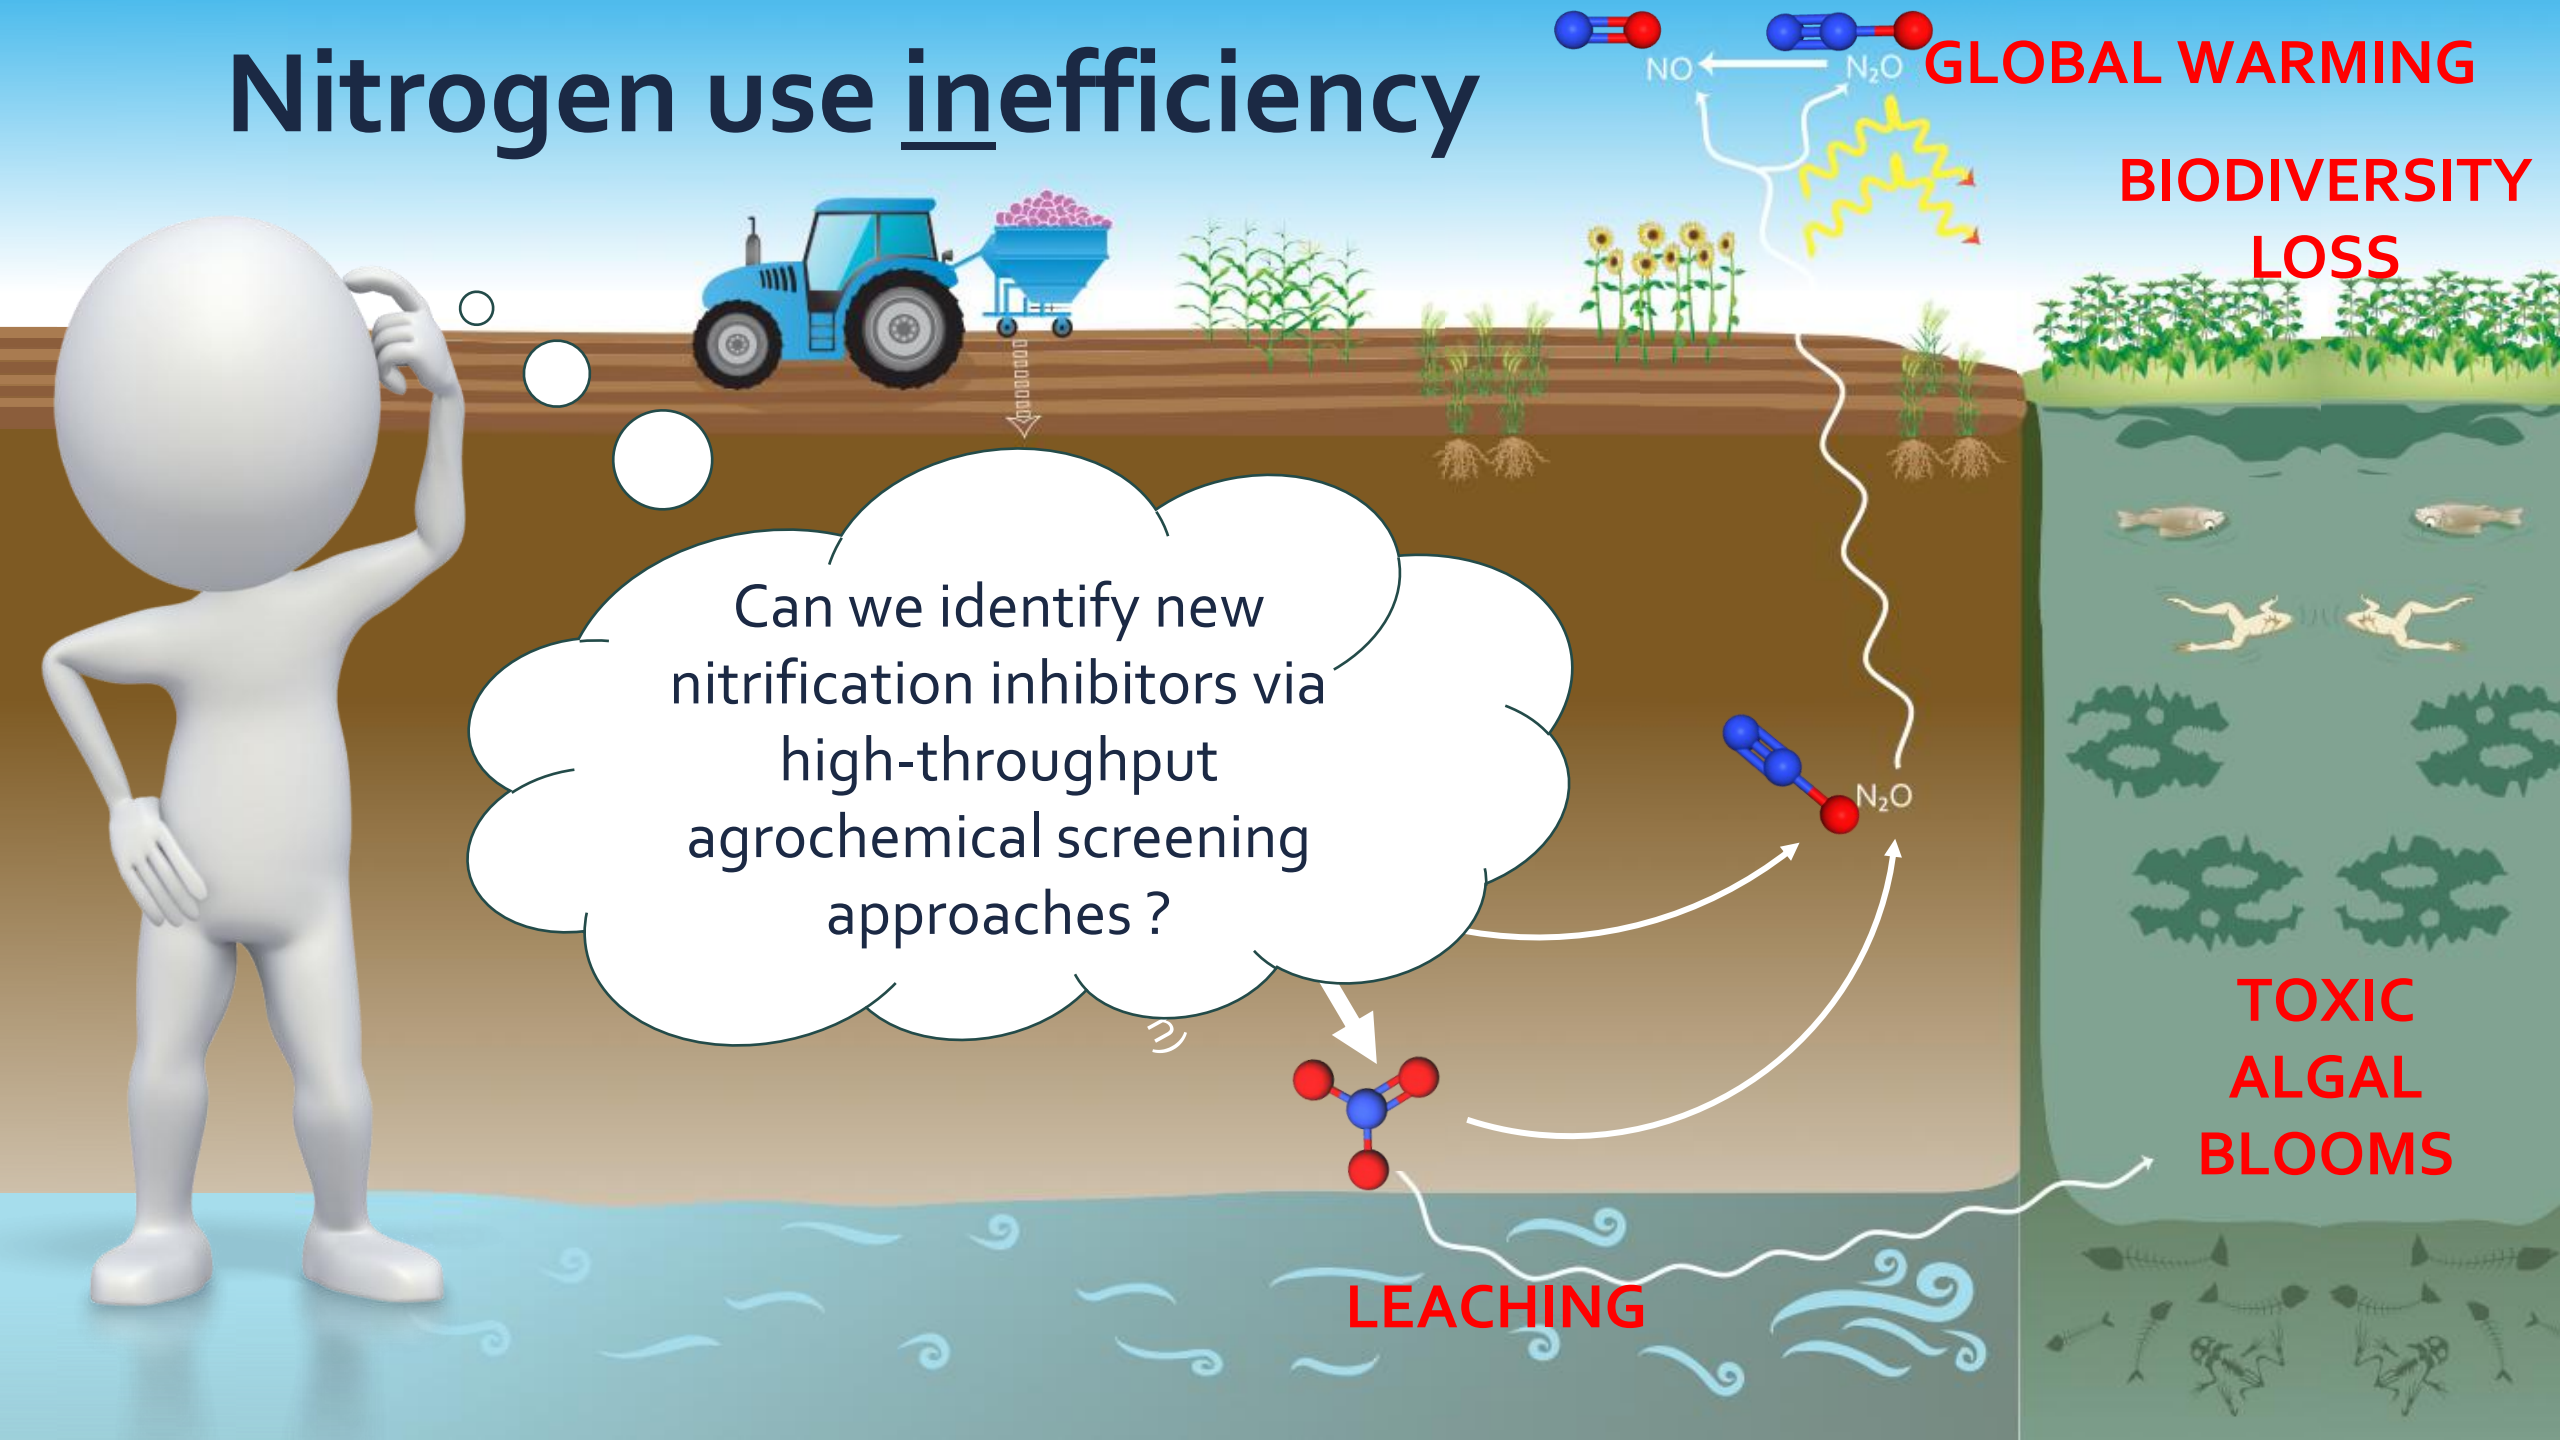 Nitrogen use inefficiency
NO
N₂O
GLOBAL WARMING
BIODIVERSITY
LOSS
Can we identify new
nitrification inhibitors via
high-throughput
agrochemical screening
approaches ?
N₂O
TOXIC
ALGAL
BLOOMS
LEACHING